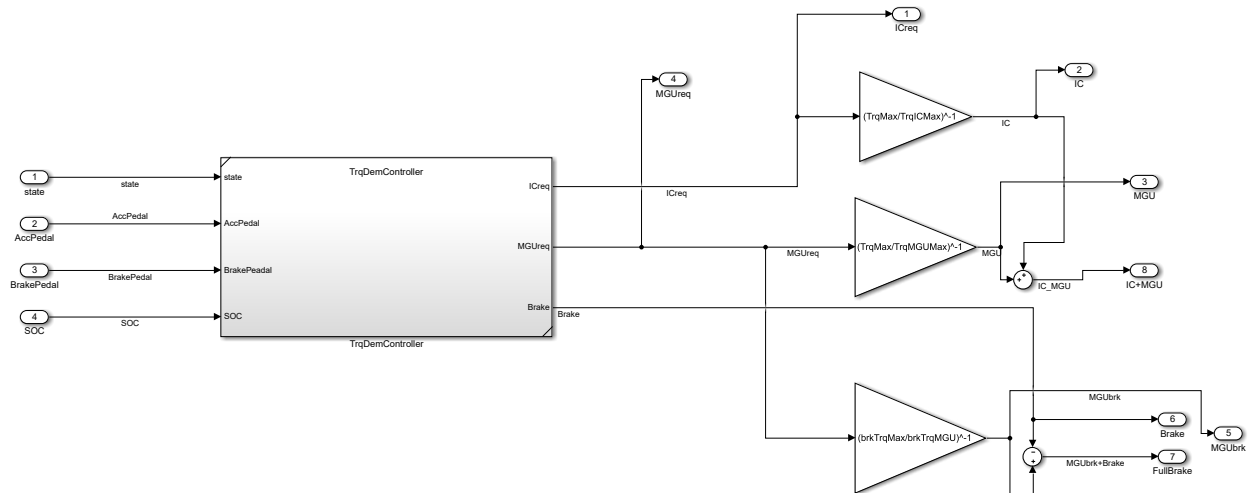 1
ICreq
2
IC
4
MGUreq
(TrqMax/TrqICMax)^-1
IC
TrqDemController
1
state
state
state
ICreq
ICreq
3
MGU
2
AccPedal
AccPedal
AccPedal
MGUreq
MGUreq
(TrqMax/TrqMGUMax)^-1
MGU
3
BrakePedal
BrakePedal
BrakePeadal
+
+
IC_MGU
8
IC+MGU
4
SOC
SOC
SOC
Brake
Brake
TrqDemController
MGUbrk
(brkTrqMax/brkTrqMGU)^-1
6
Brake
5
MGUbrk
−
+
MGUbrk+Brake
7
FullBrake